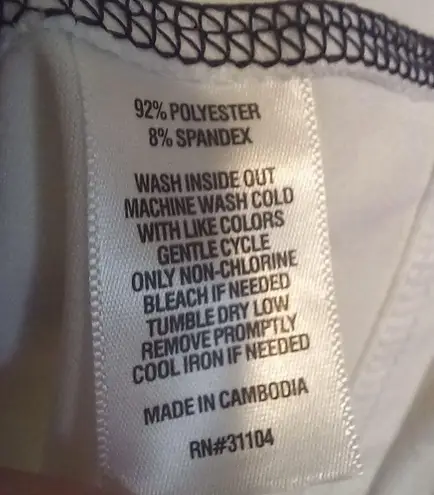 92% POLYESTER
8% SPANDEX
WASH INSIDE OUT
MACHINE WASH COLD
WITH LIKE COLORS
GENTLE CYCLE
ONLY NON-CHLORINE
BLEACH IF NEEDED
TUMBLE DRY LOW
REMOVE PROMPTLY
COOL IRON IF NEEDED
MADE IN CAMBODIA
RN#31104